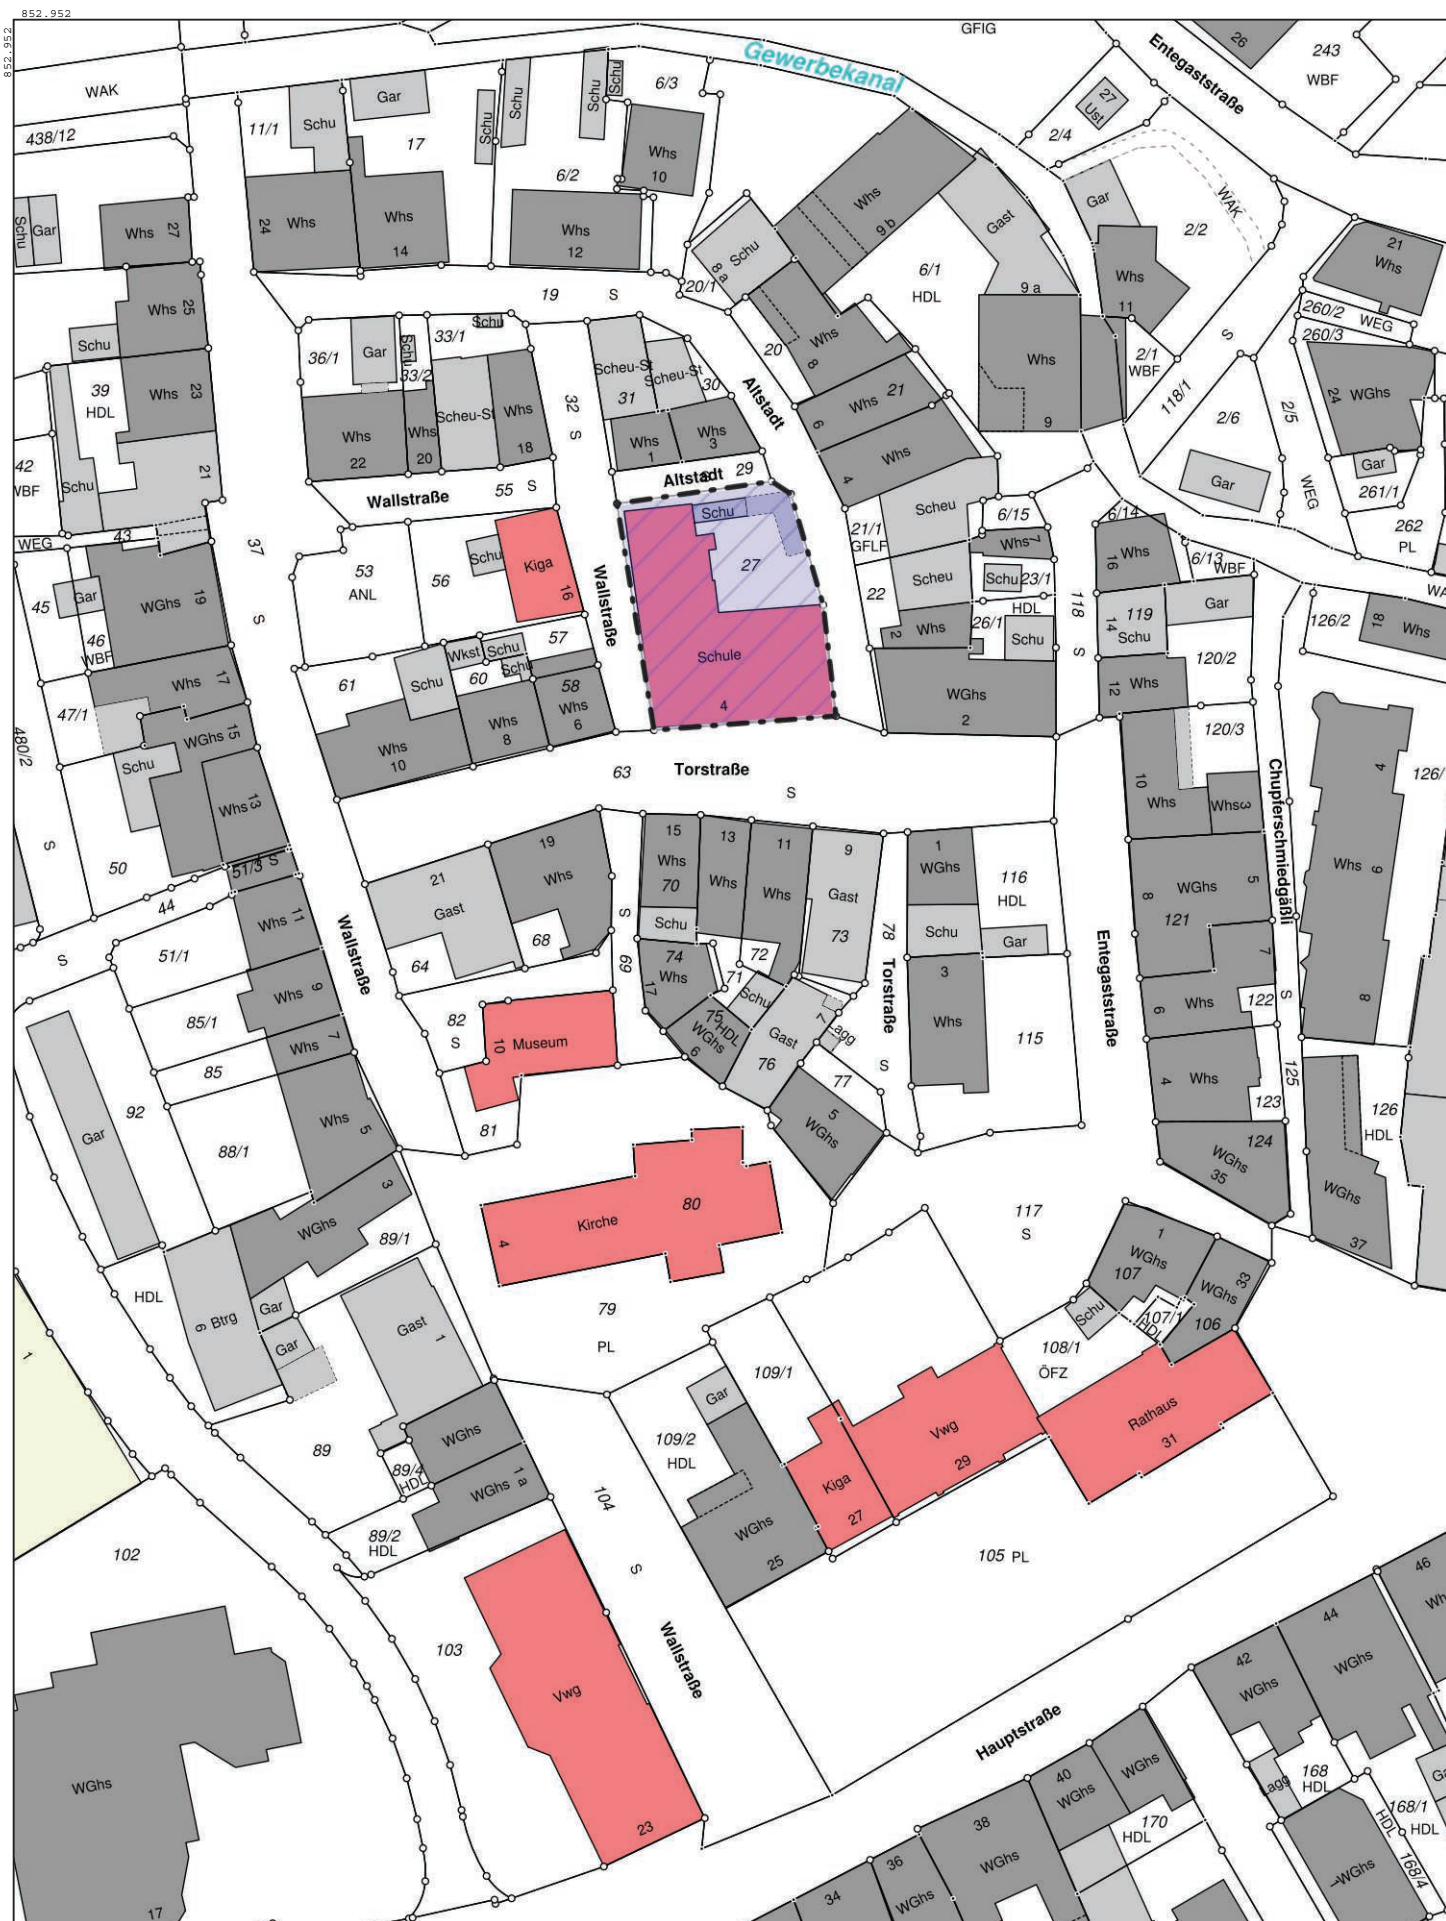 852.952
852.952
GFIG
Gewerbekanal
Entegaststraße
26
243
WBF
WAK
438/12
11/1
Schu
Gar
17
Schu
Schu
Schu
Schu
6/3
Whs
10
6/2
27
Ust
2/4
Schu
Gar
Whs
27
24
Whs
Whs
14
Whs
12
Schu
8 a
Whs
9 b
Gast
Gar
WAK
2/2
21
Whs
Whs
25
19
S
20/1
6/1
HDL
9 a
Whs
11
260/2
WEG
260/3
Schu
36/1
Gar
Schu
33/1
Schu
33/2
Scheu-St
31
Scheu-St
30
20
Whs
8
Whs
9
2/1
WBF
S
118/1
2/6
2/5
24
WGhs
39
HDL
Whs
23
Whs
22
Whs
20
Scheu-St
Whs
18
32
S
Whs
1
Whs
3
Altstadt
Whs
21
6
Whs
4
42
WBF
Schu
21
Wallstraße
55
S
Altstadt
S
29
Gar
WEG
Gar
261/1
262
PL
WEG
43
37
S
53
ANL
56
Schu
Kiga
16
Wallstraße
Schu
27
Scheu
21/1
GFLF
6/15
Whs
7
6/14
Whs
16
6/13
WBF
45
Gar
WGhs
19
46
WBF
Scheu
22
Schu
23/1
HDL
118
S
119
Schu
14
Gar
126/2
18
Whs
WA
57
Wkst
Schu
Schu
60
61
Schu
58
Whs
6
Schule
4
2
Whs
26/1
Schu
WGhs
2
12
Whs
120/2
Whs
17
47/1
480/2
WGhs
15
Schu
Whs
13
Whs
10
Whs
8
63
Torstraße
S
10
Whs
Whs
3
120/3
Chupferschmiedgäßli
4
126/
Whs
6
8
S
50
51/3
S
44
19
Whs
21
Gast
68
64
15
Whs
70
Schu
13
Whs
11
Whs
9
Gast
73
78
1
WGhs
Schu
116
HDL
Gar
8
WGhs
5
121
7
S
51/1
Whs
11
Wallstraße
S
69
74
Whs
17
71
72
Schu
75
HDL
WGhs
6
Gast
76
7
Lagg
77
Torstraße
S
3
Whs
115
Entegaststraße
6
Whs
122
S
85/1
Whs
9
Whs
7
85
82
S
10
Museum
81
5
WGhs
4
Whs
123
125
126
HDL
Gar
92
88/1
Whs
5
WGhs
3
89/1
Kirche
80
4
117
S
124
WGhs
35
WGhs
37
HDL
6
Btrg
Gar
Gar
Gast
1
79
PL
1
WGhs
107
WGhs
33
106
107/1
HDL
Schu
108/1
ÖFZ
1
89
WGhs
89/4
HDL
WGhs
1 a
89/2
HDL
109/1
Gar
109/2
HDL
WGhs
25
Kiga
27
Vwg
29
Rathaus
31
104
S
Wallstraße
105 PL
102
103
Vwg
23
WGhs
17
Hauptstraße
46
Wh
44
WGhs
42
WGhs
WGhs
40
WGhs
38
WGhs
36
WGhs
34
170
HDL
Lagg
168
HDL
168/1
HDL
HDL
168/4
WGhs